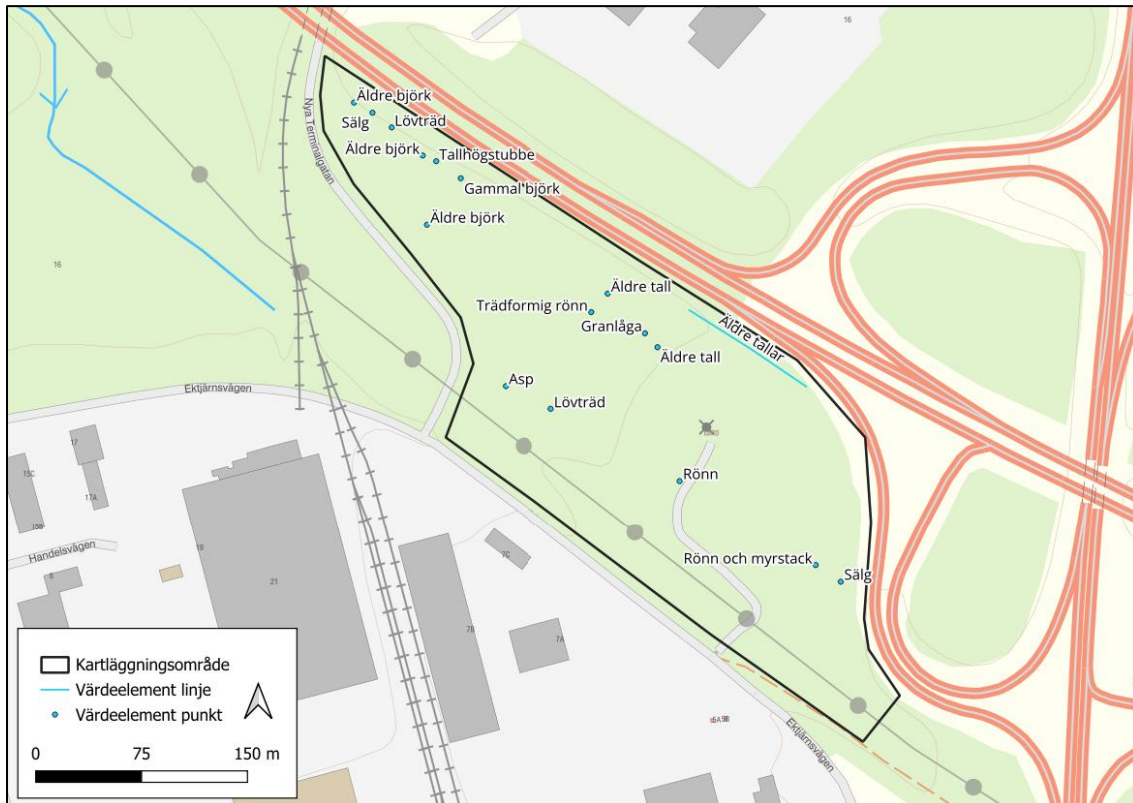 16
Nya Terminalgatan
Äldre björk
Sälg
Lövträd
Äldre björk
Tallhögstubbe
Gammal björk
Äldre björk
16
Äldre tall
Trädformig rönn
Granlåga
Äldre tall
Äldre tallar
Asp
Lövträd
Ektjärnsvägen
Rönn
Rönn och myrstack
Sälg
17
15C
17A
15B
Handelsvägen
6
19
21
7C
7B
7A
Ektjärnsvägen
Kartläggningsområde
Värdeelement linje
Värdeelement punkt
0 75 150 m